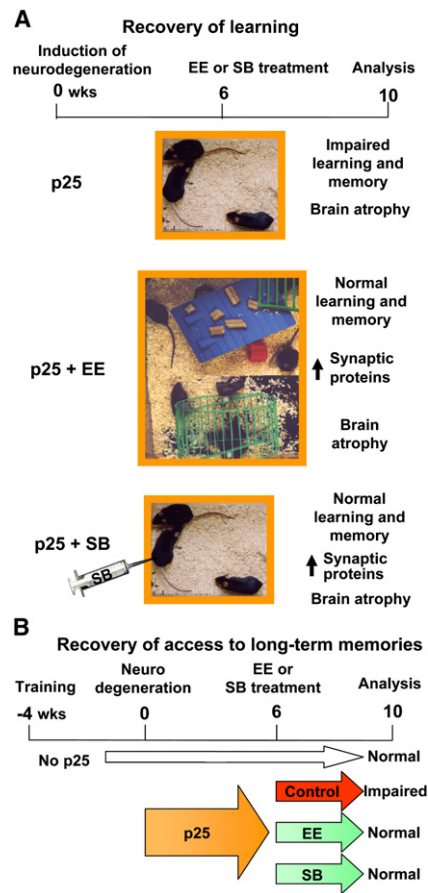 A
Recovery of learning
Induction of
neurodegeneration
EE or SB treatment
Analysis
0 wks
6
10
p25
Impaired
learning and
memory
Brain atrophy
p25 + EE
Normal
learning and
memory
Synaptic
proteins
Brain
atrophy
p25 + SB
SB
Normal
learning and
memory
Synaptic
proteins
Brain atrophy
B
Recovery of access to long-term memories
Training
Neuro
degeneration
EE or
SB treatment
Analysis
-4 wks
0
6
10
No p25
Normal
p25
Control
Impaired
EE
Normal
SB
Normal